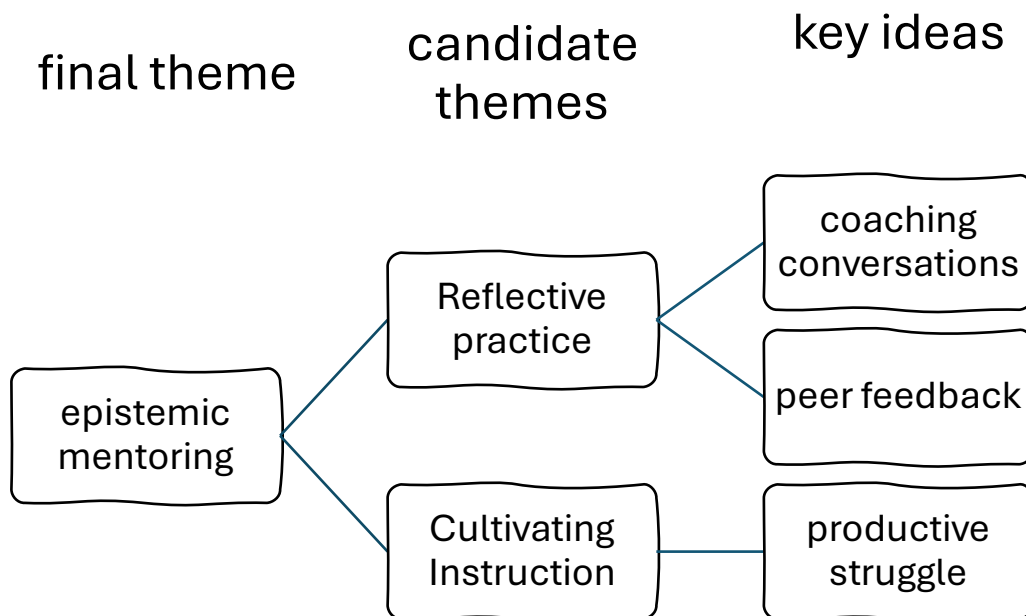 final theme
candidate
themes
key ideas
epistemic
mentoring
Reflective
practice
Cultivating
Instruction
coaching
conversations
peer feedback
productive
struggle